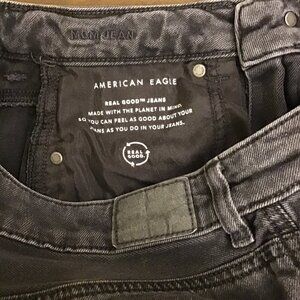 MOM JEAN
AMERICAN EAGLE
REAL GOOD™ JEANS
MADE WITH THE PLANET IN MIND
SO YOU CAN FEEL AS GOOD ABOUT YOUR
JEANS AS YOU DO IN YOUR JEANS.
REAL
GOOD.